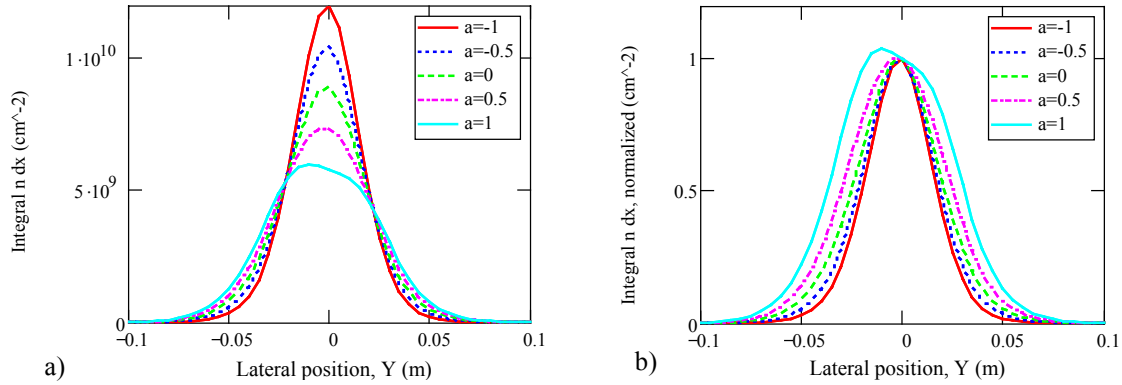 Integral n dx (cm^-2)
1·10^10
5·10^9
0
−0.1
−0.05
0
0.05
0.1
a=-1
a=-0.5
a=0
a=0.5
a=1
Lateral position, Y (m)
a)
Integral n dx, normalized (cm^-2)
1
0.5
0
−0.1
−0.05
0
0.05
0.1
a=-1
a=-0.5
a=0
a=0.5
a=1
Lateral position, Y (m)
b)